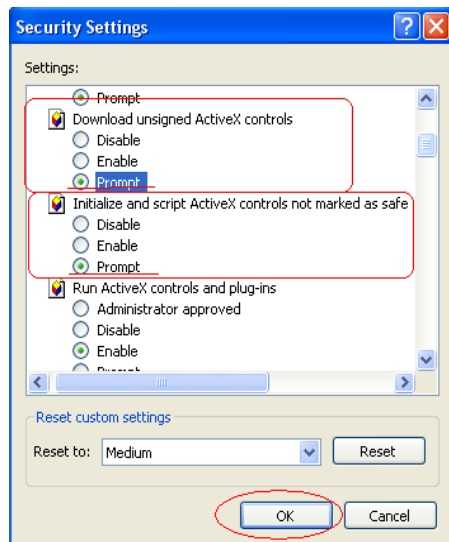 Security Settings
Settings:
Prompt
Download unsigned ActiveX controls
Disable
Enable
Prompt
Initialize and script ActiveX controls not marked as safe
Disable
Enable
Prompt
Run ActiveX controls and plug-ins
Administrator approved
Disable
Enable
Prompt
Reset custom settings
Reset to: Medium Reset
OK Cancel